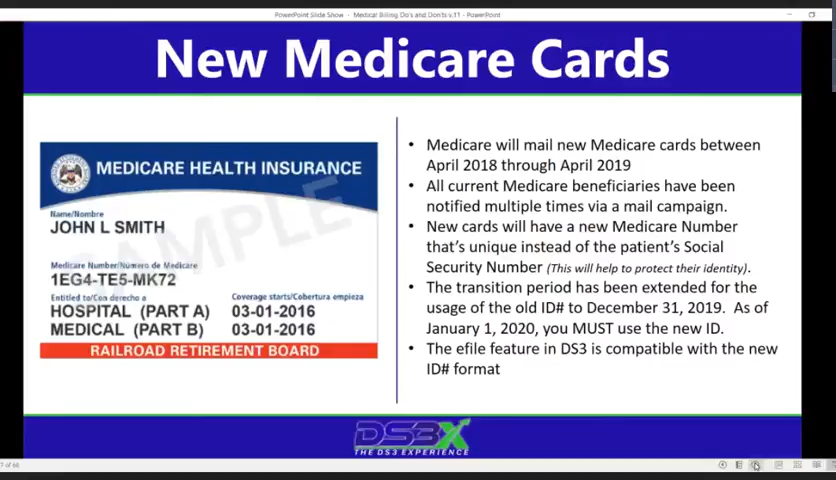 PowerPoint Slide Show - Medical Billing Do's and Don'ts v.11 - PowerPoint
New Medicare Cards
MEDICARE HEALTH INSURANCE
Name/Nombre
JOHN L SMITH
SAMPLE
Medicare Number/Número de Medicare
1EG4-TE5-MK72
Entitled to/Con derecho a Coverage starts/Cobertura empieza
HOSPITAL (PART A) 03-01-2016
MEDICAL (PART B) 03-01-2016
RAILROAD RETIREMENT BOARD
• Medicare will mail new Medicare cards between
April 2018 through April 2019
• All current Medicare beneficiaries have been
notified multiple times via a mail campaign.
• New cards will have a new Medicare Number
that's unique instead of the patient's Social
Security Number (This will help to protect their identity).
• The transition period has been extended for the
usage of the old ID# to December 31, 2019. As of
January 1, 2020, you MUST use the new ID.
• The efile feature in DS3 is compatible with the new
ID# format
DS3X
THE DS3 EXPERIENCE